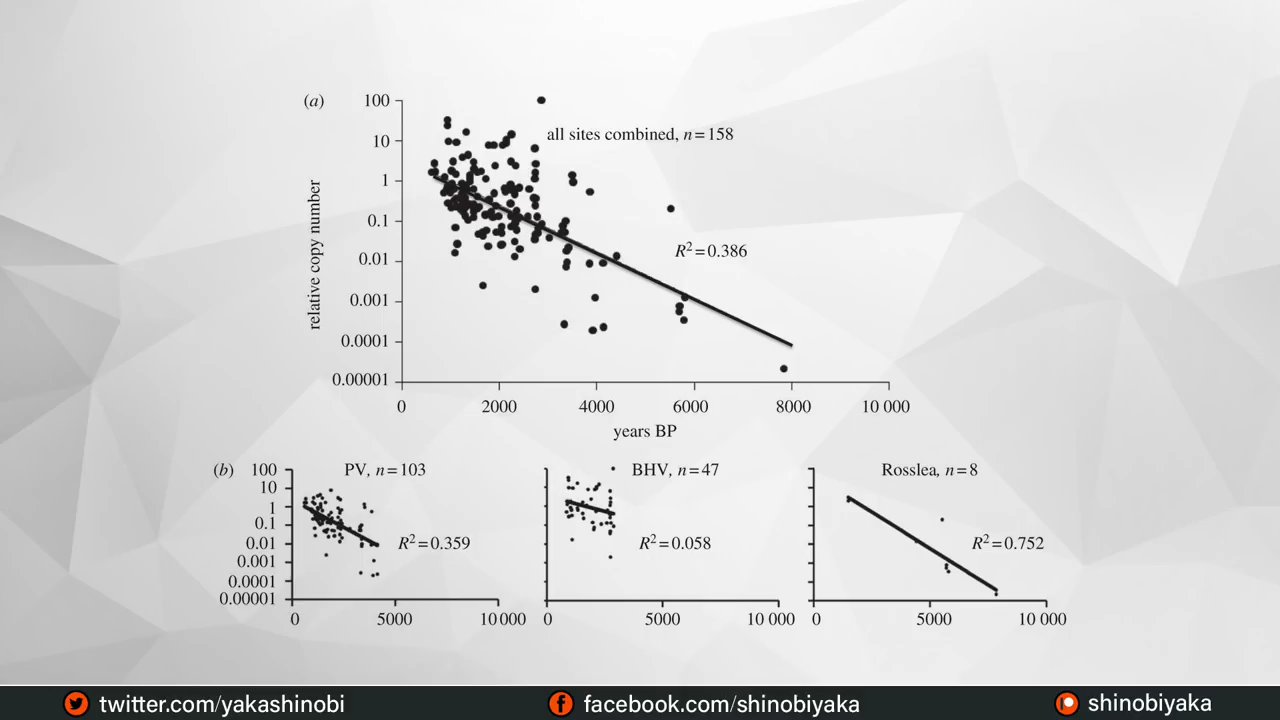 (a)
100
10
1
0.1
0.01
0.001
0.0001
0.00001
relative copy number
all sites combined, n=158
R²=0.386
0 2000 4000 6000 8000 10 000
years BP
(b)
100
10
1
0.1
0.01
0.001
0.0001
0.00001
PV, n=103
R²=0.359
0 5000 10 000
BHV, n=47
R²=0.058
0 5000 10 000
Rosslea, n=8
R²=0.752
0 5000 10 000
twitter.com/yakashinobi
facebook.com/shinobiyaka
shinobiyaka